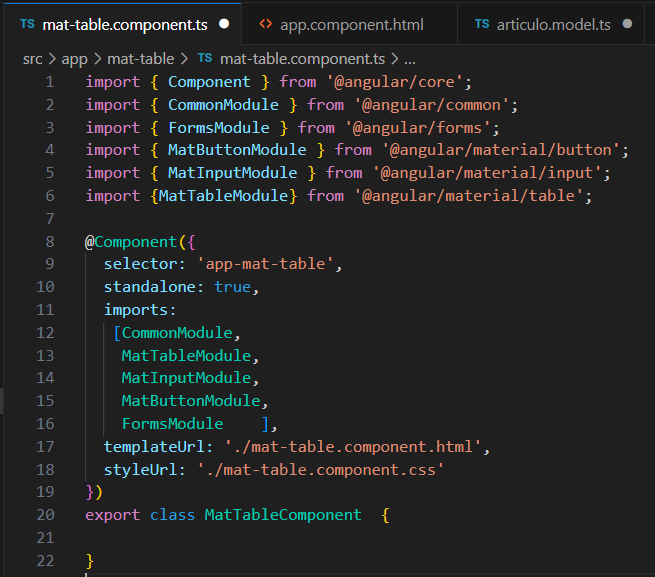 TS mat-table.component.ts ● <> app.component.html TS articulo.model.ts ●
src > app > mat-table > TS mat-table.component.ts > ...
1 import { Component } from '@angular/core';
2 import { CommonModule } from '@angular/common';
3 import { FormsModule } from '@angular/forms';
4 import { MatButtonModule } from '@angular/material/button';
5 import { MatInputModule } from '@angular/material/input';
6 import {MatTableModule} from '@angular/material/table';
7
8 @Component({
9   selector: 'app-mat-table',
10   standalone: true,
11   imports:
12    [CommonModule,
13     MatTableModule,
14     MatInputModule,
15     MatButtonModule,
16     FormsModule    ],
17   templateUrl: './mat-table.component.html',
18   styleUrl: './mat-table.component.css'
19 })
20 export class MatTableComponent  {
21
22 }